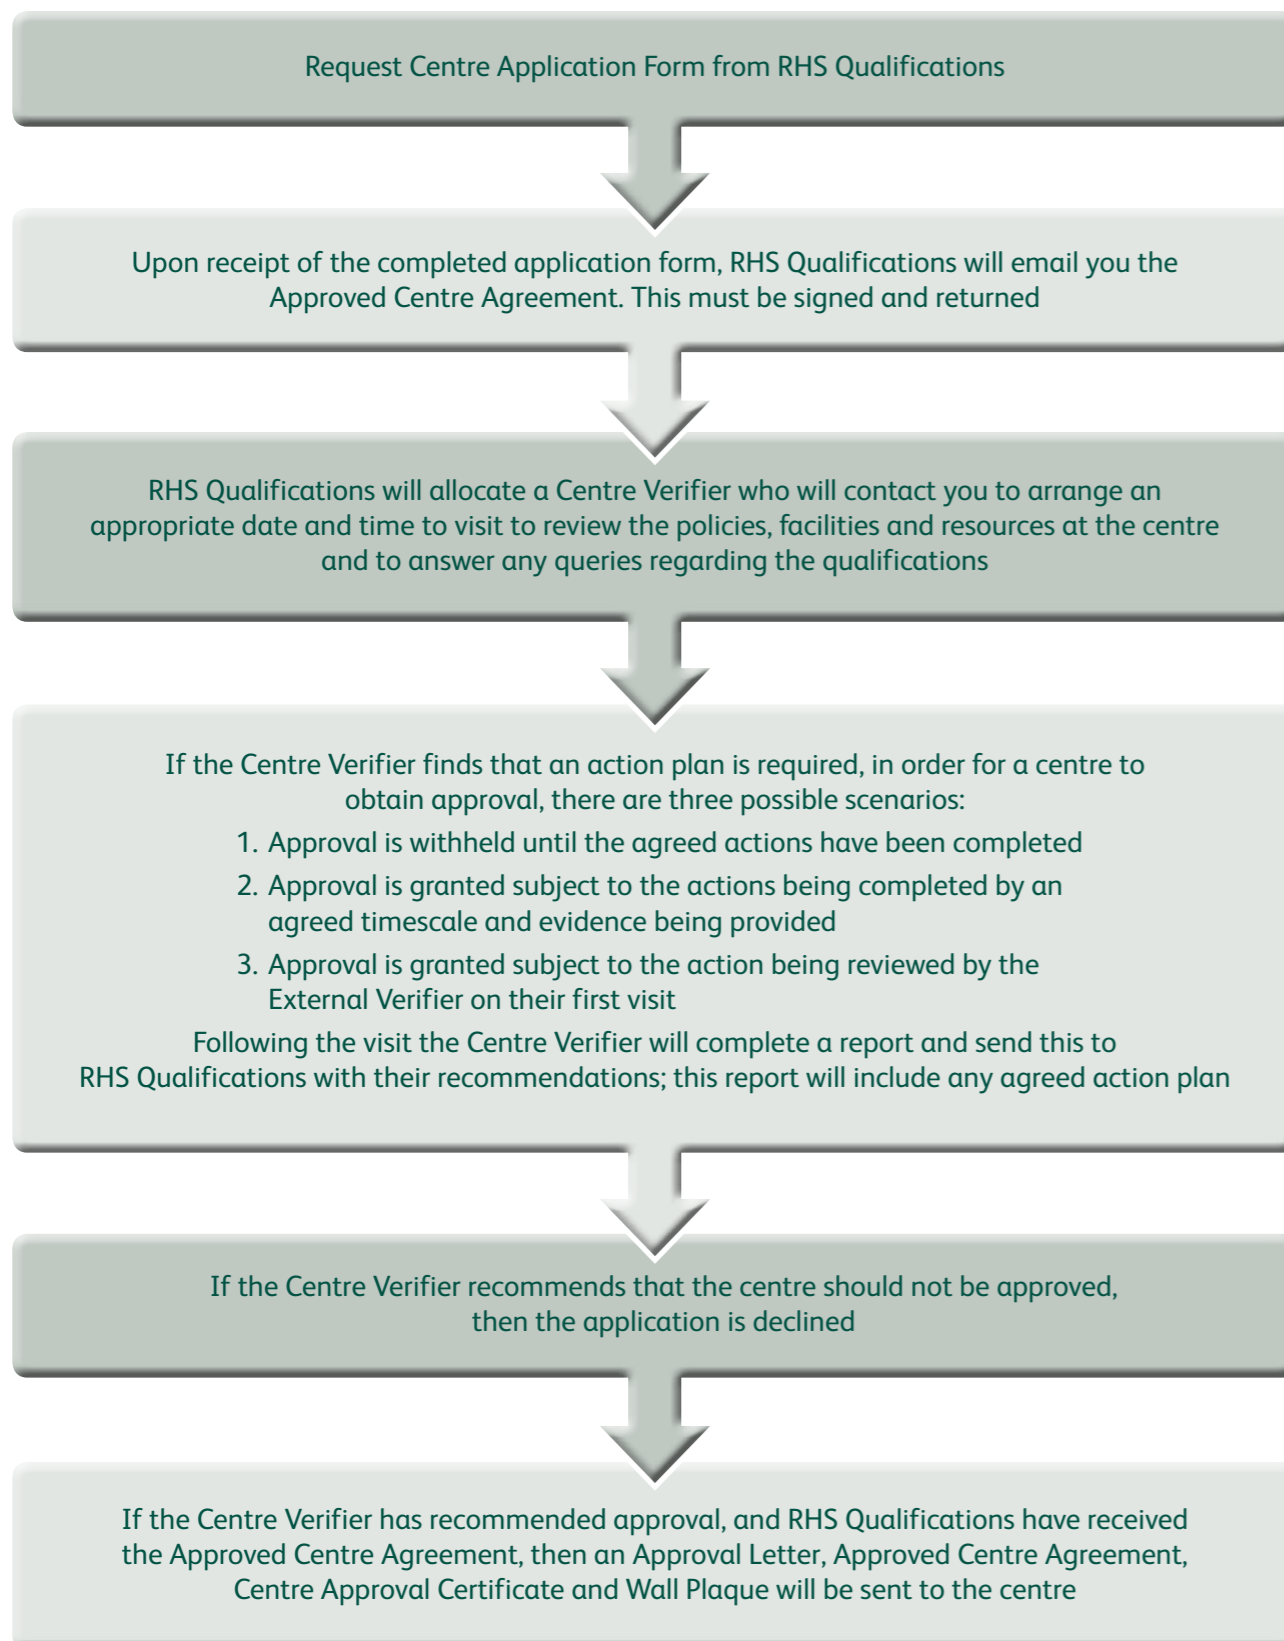 Request Centre Application Form from RHS Qualifications
Upon receipt of the completed application form, RHS Qualifications will email you the
Approved Centre Agreement. This must be signed and returned
RHS Qualifications will allocate a Centre Verifier who will contact you to arrange an
appropriate date and time to visit to review the policies, facilities and resources at the centre
and to answer any queries regarding the qualifications
If the Centre Verifier finds that an action plan is required, in order for a centre to
obtain approval, there are three possible scenarios:
1. Approval is withheld until the agreed actions have been completed
2. Approval is granted subject to the actions being completed by an
agreed timescale and evidence being provided
3. Approval is granted subject to the action being reviewed by the
External Verifier on their first visit
Following the visit the Centre Verifier will complete a report and send this to
RHS Qualifications with their recommendations; this report will include any agreed action plan
If the Centre Verifier recommends that the centre should not be approved,
then the application is declined
If the Centre Verifier has recommended approval, and RHS Qualifications have received
the Approved Centre Agreement, then an Approval Letter, Approved Centre Agreement,
Centre Approval Certificate and Wall Plaque will be sent to the centre